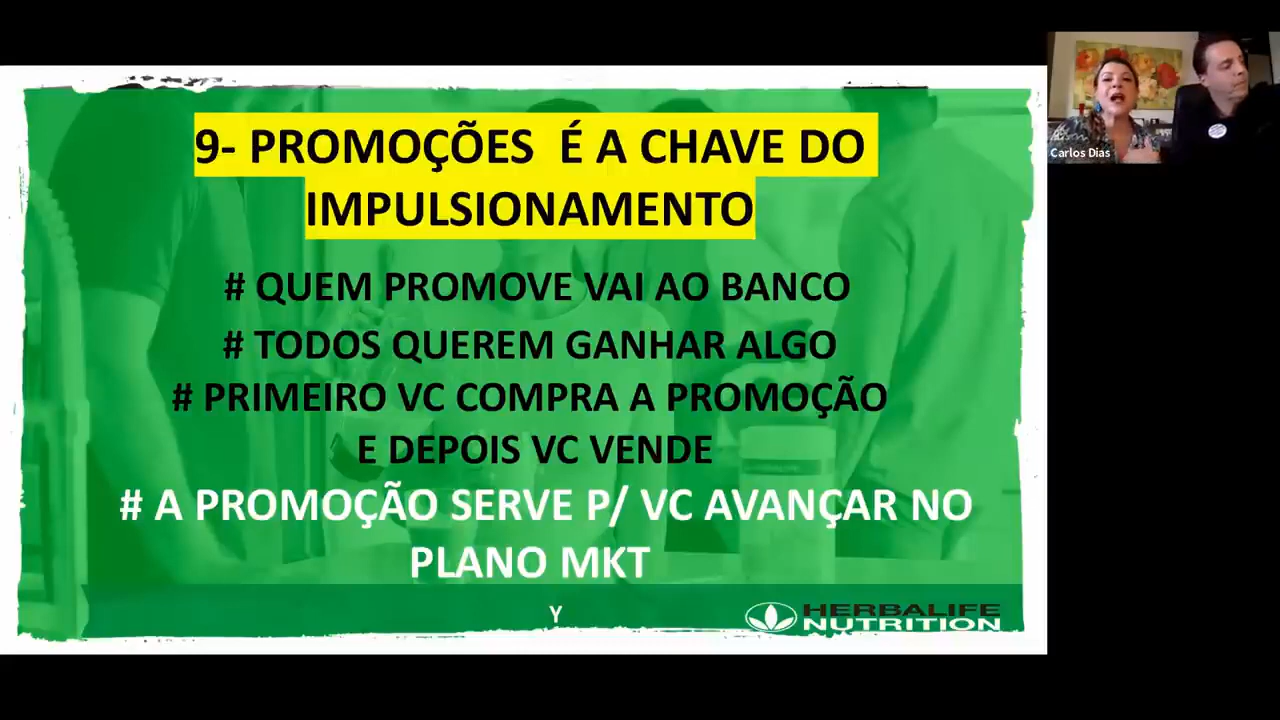 9- PROMOÇÕES É A CHAVE DO
IMPULSIONAMENTO
# QUEM PROMOVE VAI AO BANCO
# TODOS QUEREM GANHAR ALGO
# PRIMEIRO VC COMPRA A PROMOÇÃO
E DEPOIS VC VENDE
# A PROMOÇÃO SERVE P/ VC AVANÇAR NO
PLANO MKT
Y
HERBALIFE
NUTRITION
Carlos Dias